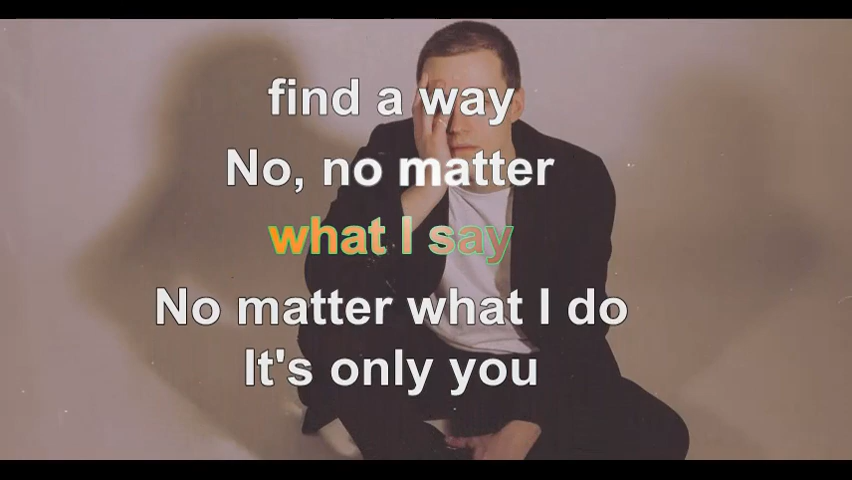 find a way
No, no matter
what I say
No matter what I do
It's only you